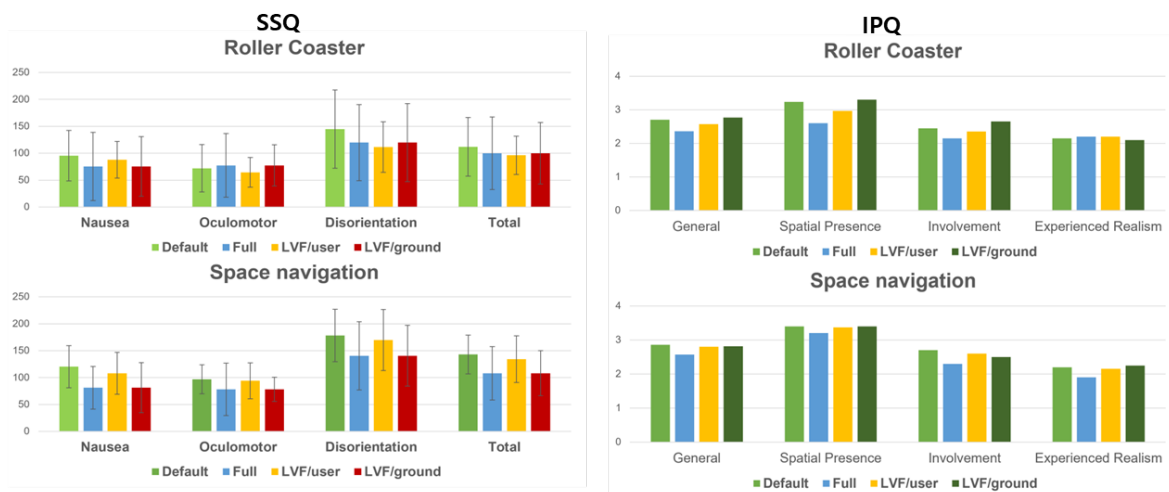 SSQ
Roller Coaster
250
200
150
100
50
0
Nausea Oculomotor Disorientation Total
Default Full LVF/user LVF/ground
Space navigation
250
200
150
100
50
0
Nausea Oculomotor Disorientation Total
Default Full LVF/user LVF/ground
IPQ
Roller Coaster
4
3
2
1
0
General Spatial Presence Involvement Experienced Realism
Default Full LVF/user LVF/ground
Space navigation
4
3
2
1
0
General Spatial Presence Involvement Experienced Realism
Default Full LVF/user LVF/ground